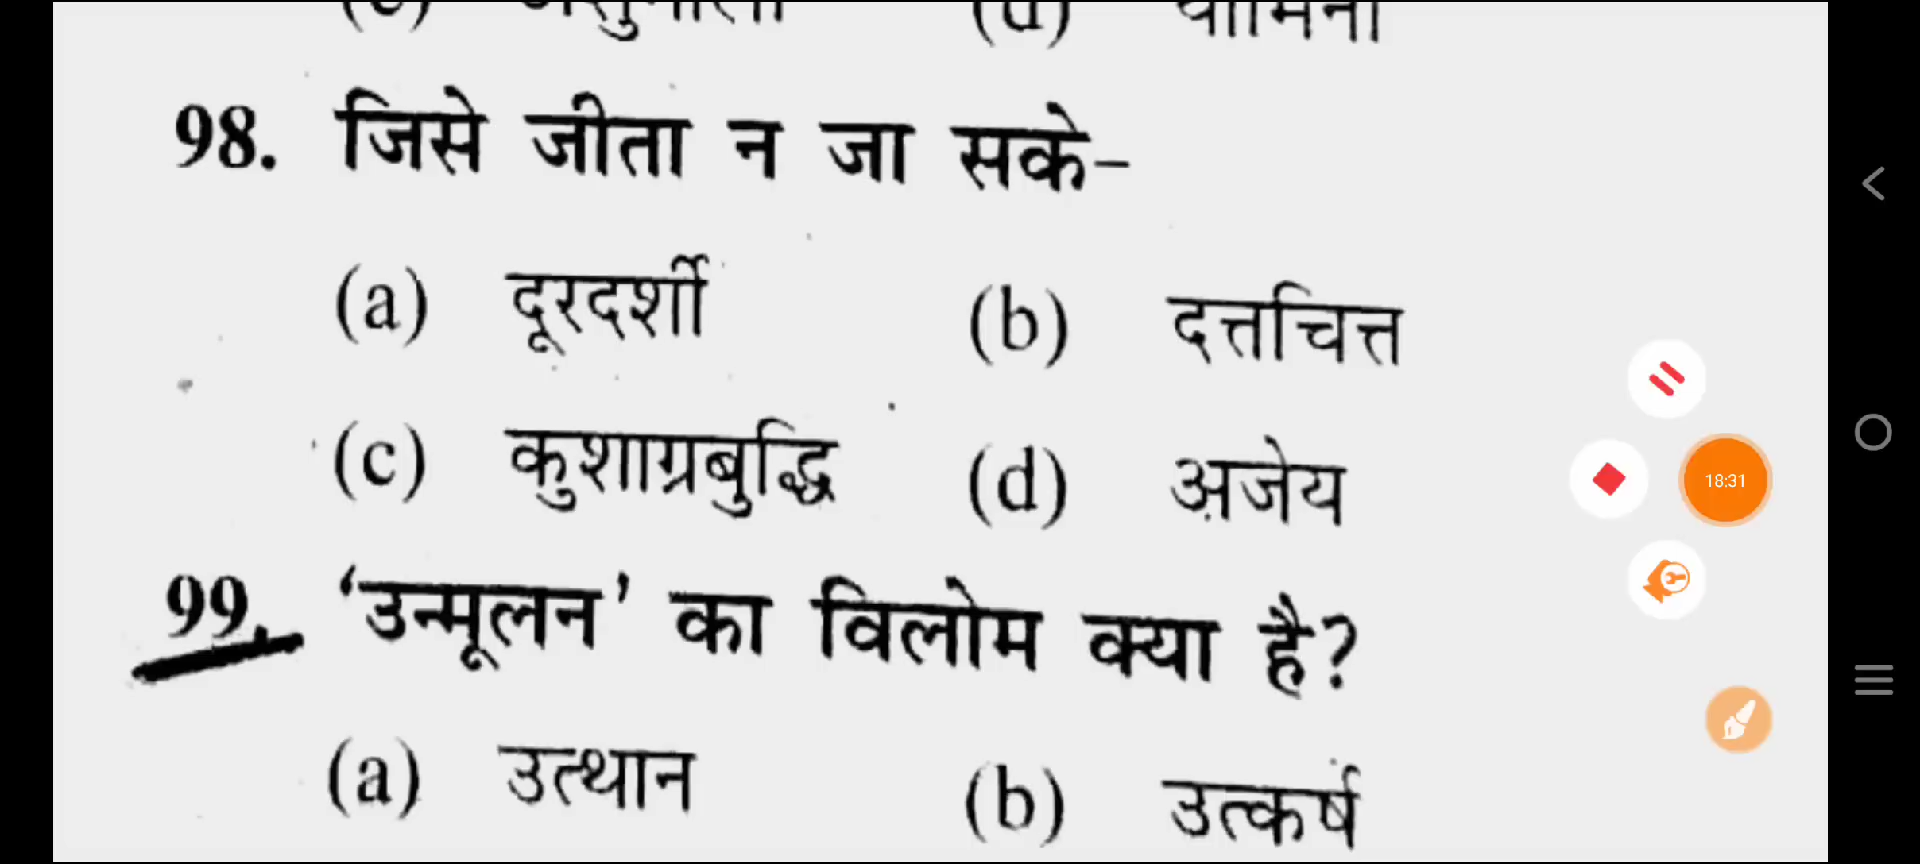 98. जिसे जीता न जा सके-
(a) दूरदर्शी (b) दत्तचित्त
(c) कुशाग्रबुद्धि (d) अजेय
18:31
99. ‘उन्मूलन’ का विलोम क्या है?
(a) उत्थान (b) उत्कर्ष